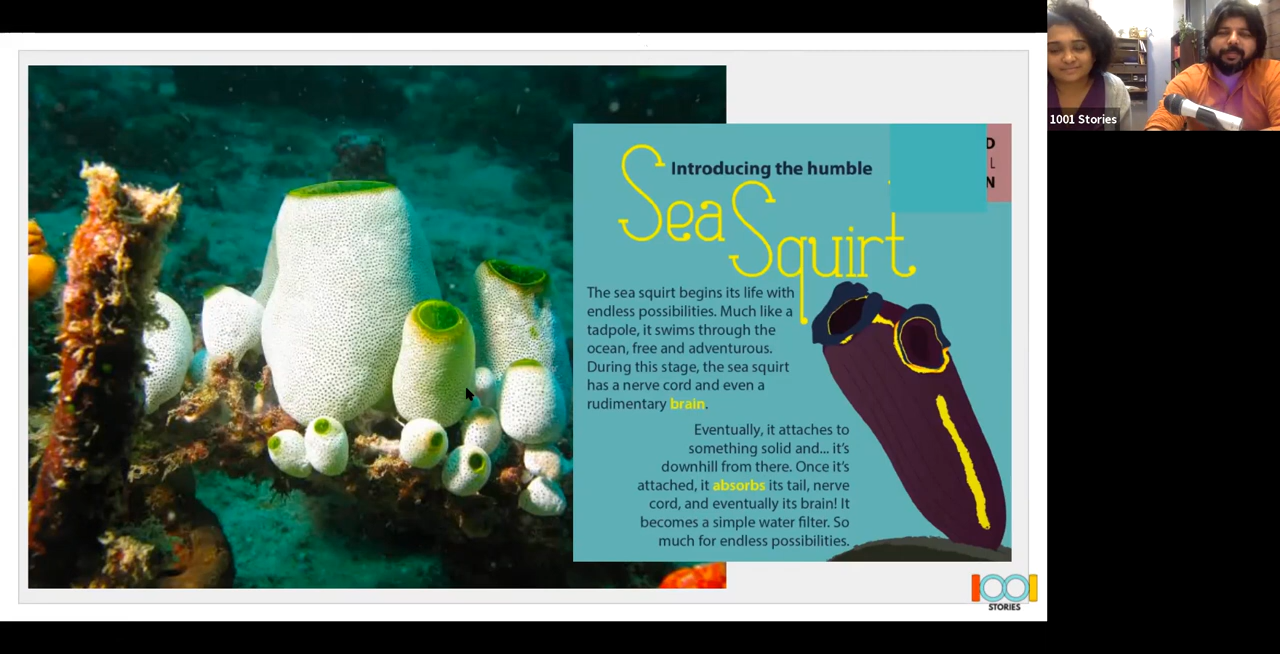 Introducing the humble
Sea Squirt
The sea squirt begins its life with
endless possibilities. Much like a
tadpole, it swims through the
ocean, free and adventurous.
During this stage, the sea squirt
has a nerve cord and even a
rudimentary brain.
Eventually, it attaches to
something solid and... it's
downhill from there. Once it's
attached, it absorbs its tail, nerve
cord, and eventually its brain! It
becomes a simple water filter. So
much for endless possibilities.
D
L
N
1001
STORIES
1001 Stories